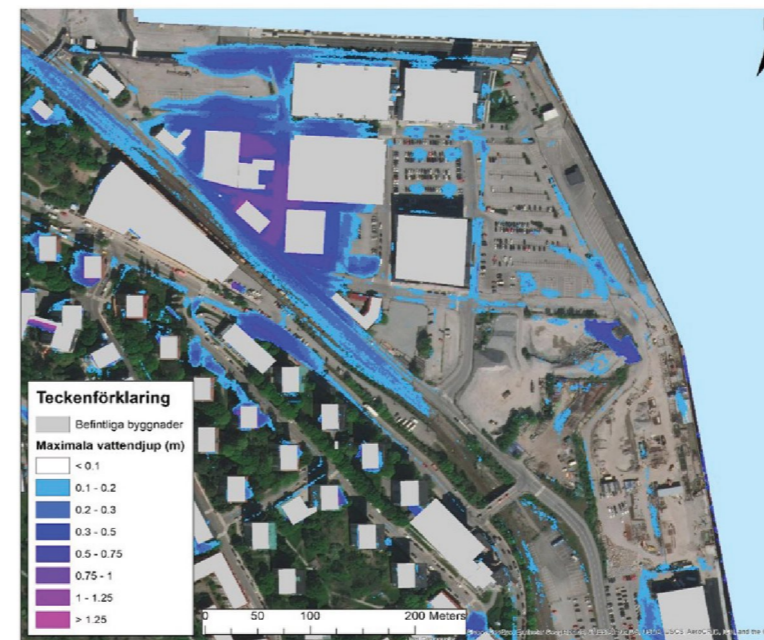 Teckenförklaring
Befintliga byggnader
Maximala vattendjup (m)
< 0.1
0.1 - 0.2
0.2 - 0.3
0.3 - 0.5
0.5 - 0.75
0.75 - 1
1 - 1.25
> 1.25
0 50 100 200 Meters